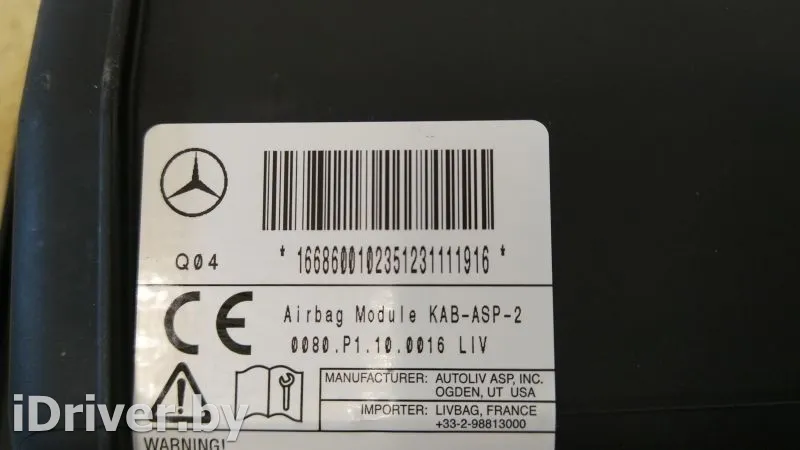 * 1668600102351231111916 *
Q04
CE
Airbag Module KAB-ASP-2
0080.P1.10.0016 LIV
MANUFACTURER: AUTOLIV ASP, INC.
OGDEN, UT USA
IMPORTER: LIVBAG, FRANCE
+33-2-98813000
WARNING!
iDriver.by